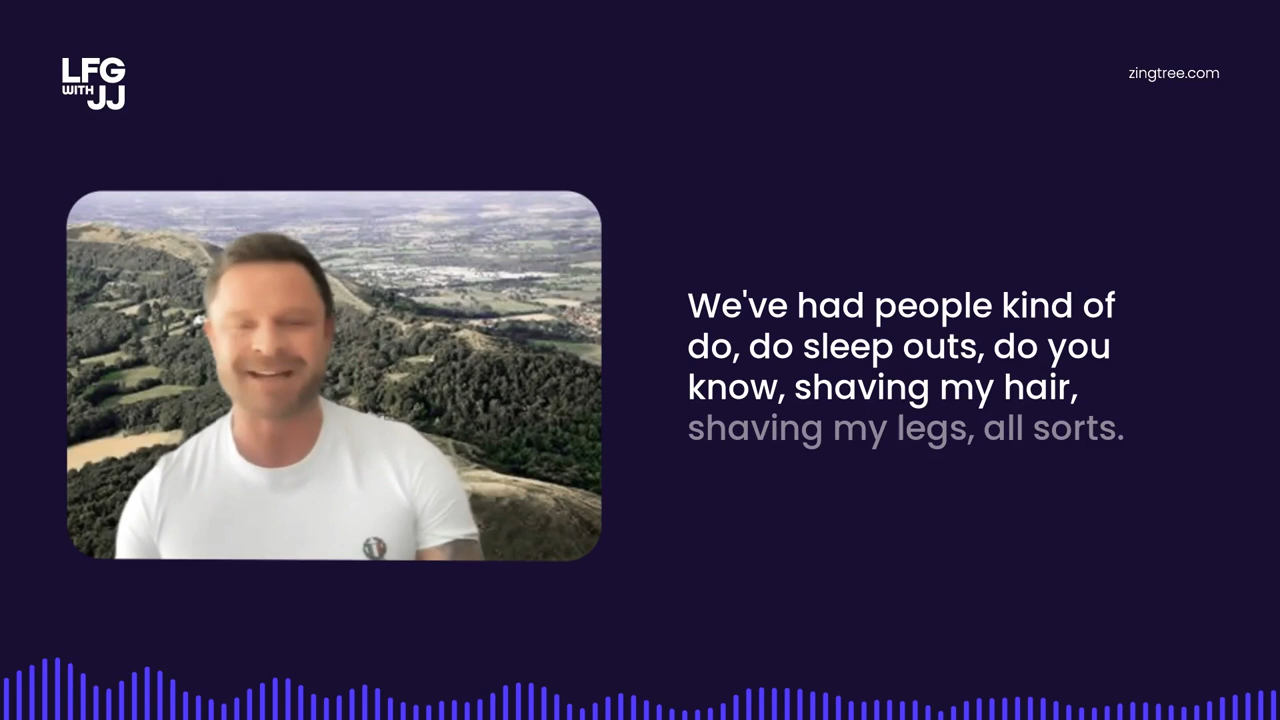 LFG
WITH JJ
zingtree.com
We've had people kind of
do, do sleep outs, do you
know, shaving my hair,
shaving my legs, all sorts.